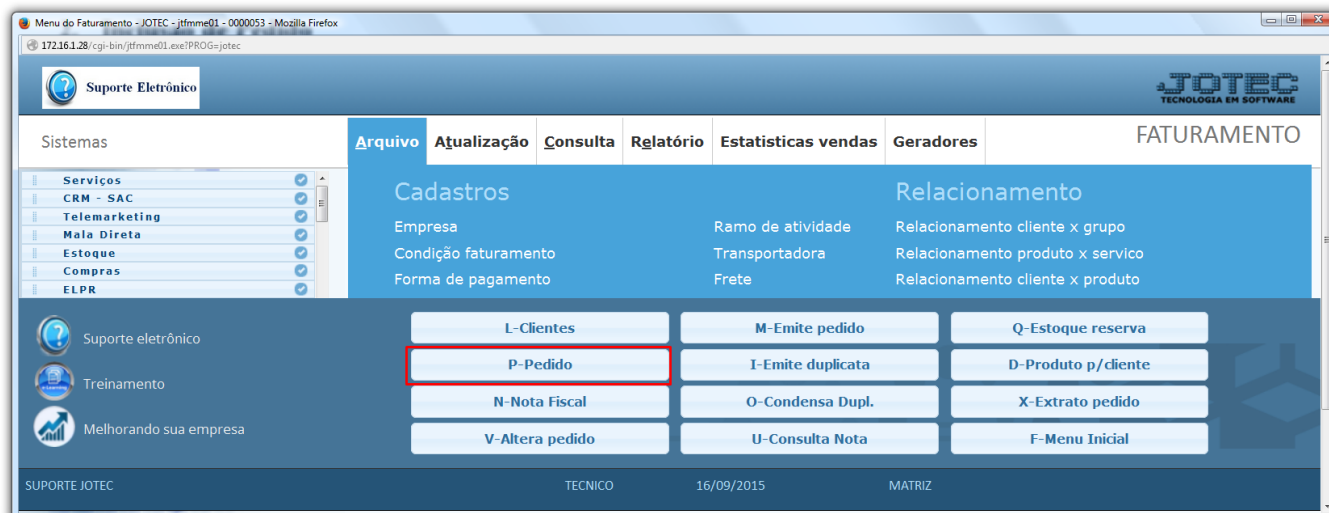 Menu do Faturamento - JOTEC - jtfmme01 - 0000053 - Mozilla Firefox
172.16.1.28/cgi-bin/jtfmme01.exe?PROG=jotec
Suporte Eletrônico
JOTEC
TECNOLOGIA EM SOFTWARE
Sistemas
Arquivo Atualização Consulta Relatório Estatisticas vendas Geradores
FATURAMENTO
Serviços
CRM - SAC
Telemarketing
Mala Direta
Estoque
Compras
ELPR
Cadastros
Relacionamento
Empresa Ramo de atividade Relacionamento cliente x grupo
Condição faturamento Transportadora Relacionamento produto x servico
Forma de pagamento Frete Relacionamento cliente x produto
Suporte eletrônico
Treinamento
Melhorando sua empresa
L-Clientes M-Emite pedido Q-Estoque reserva
P-Pedido I-Emite duplicata D-Produto p/cliente
N-Nota Fiscal O-Condensa Dupl. X-Extrato pedido
V-Altera pedido U-Consulta Nota F-Menu Inicial
SUPORTE JOTEC TECNICO 16/09/2015 MATRIZ